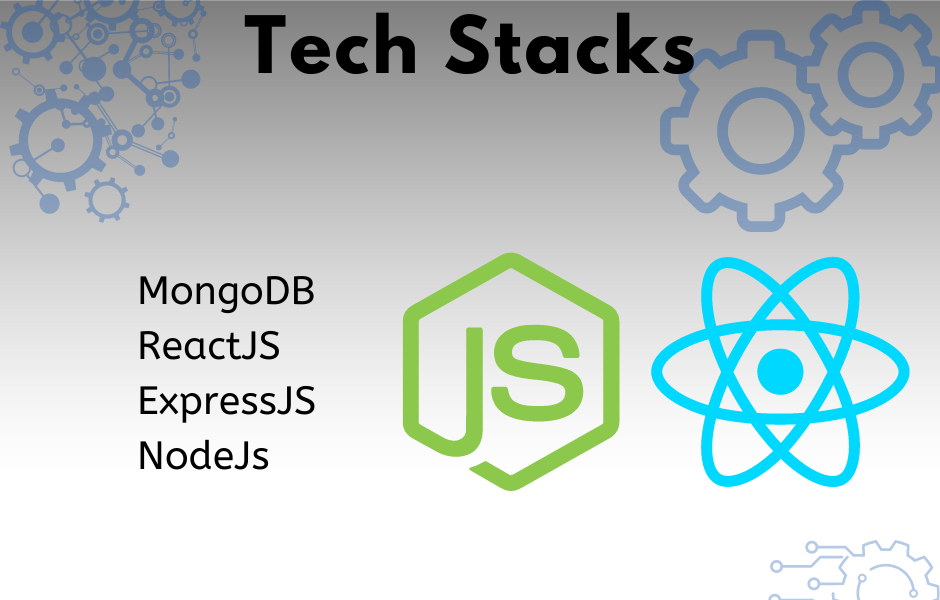 Tech Stacks
MongoDB
ReactJS
ExpressJS
NodeJs
JS